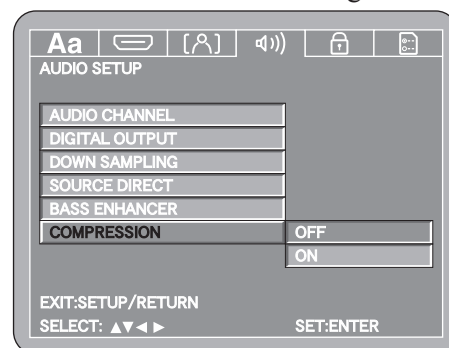 Aa
AUDIO SETUP
AUDIO CHANNEL
DIGITAL OUTPUT
DOWN SAMPLING
SOURCE DIRECT
BASS ENHANCER
COMPRESSION OFF
ON
EXIT:SETUP/RETURN
SELECT: ▲▼◄► SET:ENTER